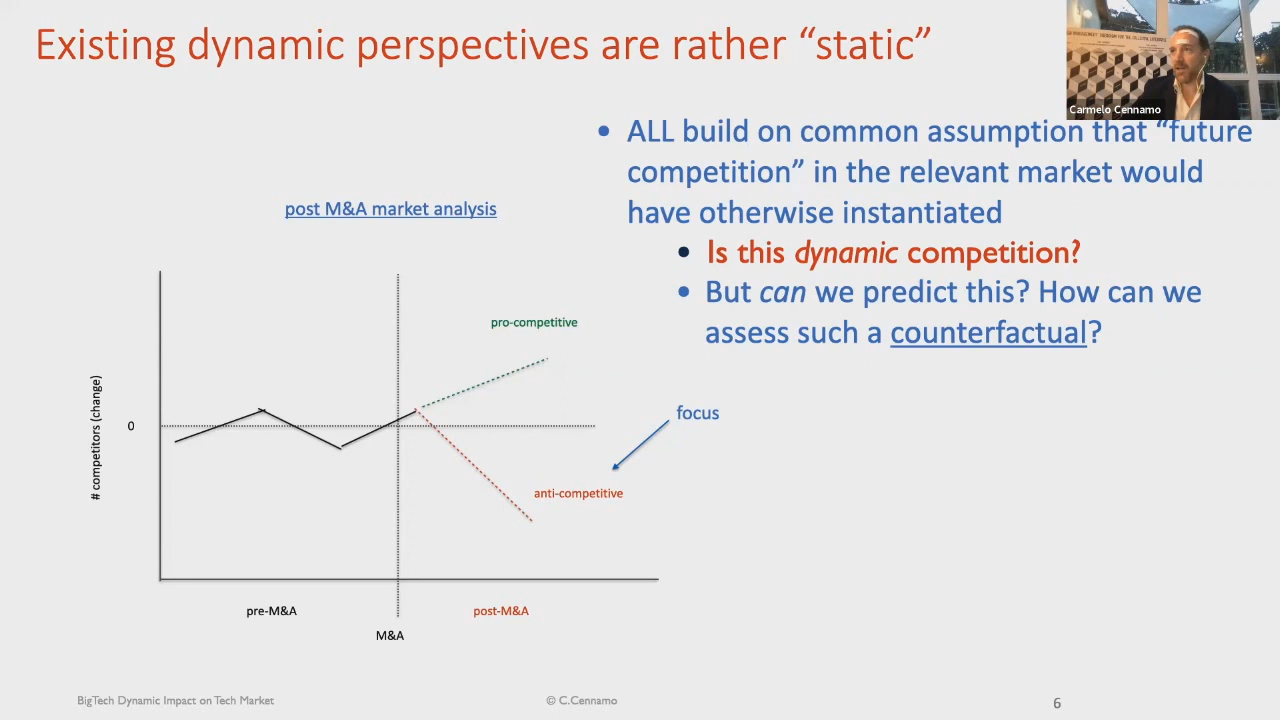 Existing dynamic perspectives are rather “static”
Carmelo Cennamo
• ALL build on common assumption that “future
competition” in the relevant market would
have otherwise instantiated
• Is this dynamic competition?
• But can we predict this? How can we
assess such a counterfactual?
post M&A market analysis
pro-competitive
# competitors (change)
0
focus
anti-competitive
pre-M&A
post-M&A
M&A
BigTech Dynamic Impact on Tech Market
© C.Cennamo
6